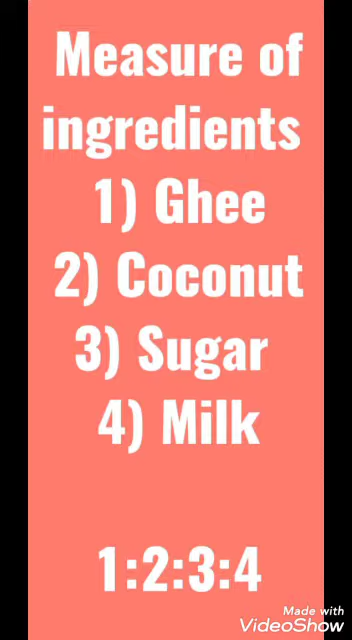 Measure of
ingredients
1) Ghee
2) Coconut
3) Sugar
4) Milk
1:2:3:4
Made with
VideoShow